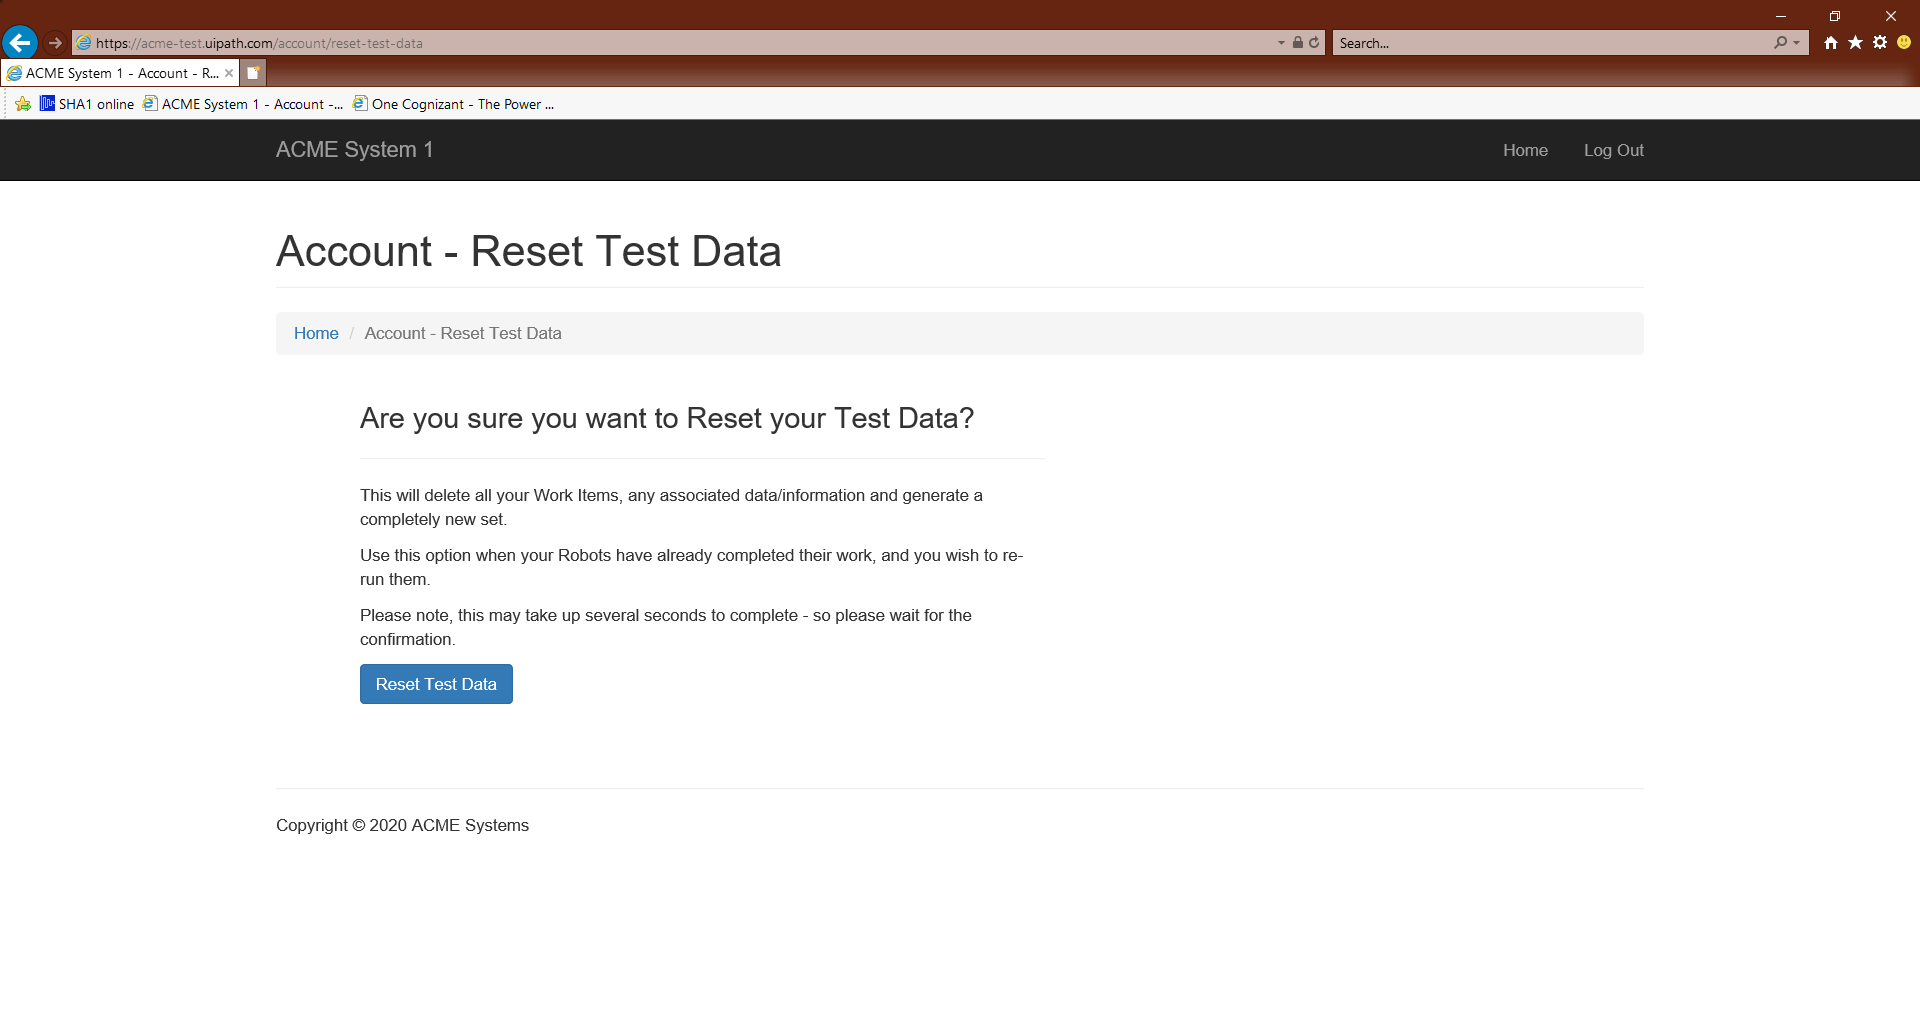 https://acme-test.uipath.com/account/reset-test-data
Search...
ACME System 1 - Account - R...
SHA1 online
ACME System 1 - Account -...
One Cognizant - The Power ...
ACME System 1
Home
Log Out
Account - Reset Test Data
Home / Account - Reset Test Data
Are you sure you want to Reset your Test Data?
This will delete all your Work Items, any associated data/information and generate a
completely new set.
Use this option when your Robots have already completed their work, and you wish to re-
run them.
Please note, this may take up several seconds to complete - so please wait for the
confirmation.
Reset Test Data
Copyright © 2020 ACME Systems